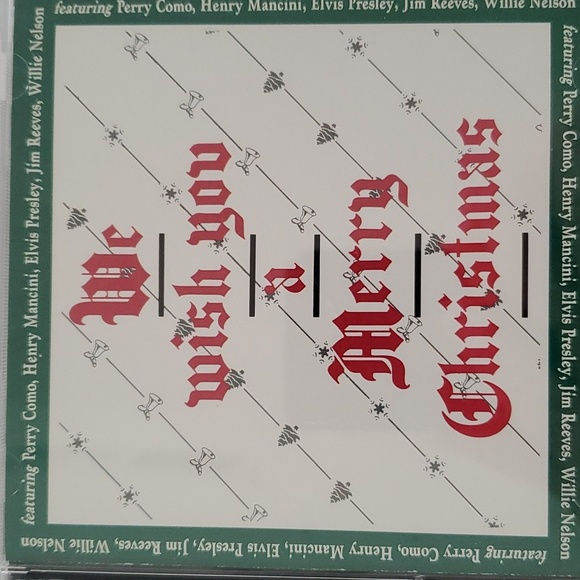 featuring Perry Como, Henry Mancini, Elvis Presley, Jim Reeves, Willie Nelson
We
wish you
a
Merry
Christmas
featuring Perry Como, Henry Mancini, Elvis Presley, Jim Reeves, Willie Nelson
featuring Perry Como, Henry Mancini, Elvis Presley, Jim Reeves, Willie Nelson
featuring Perry Como, Henry Mancini, Elvis Presley, Jim Reeves, Willie Nelson